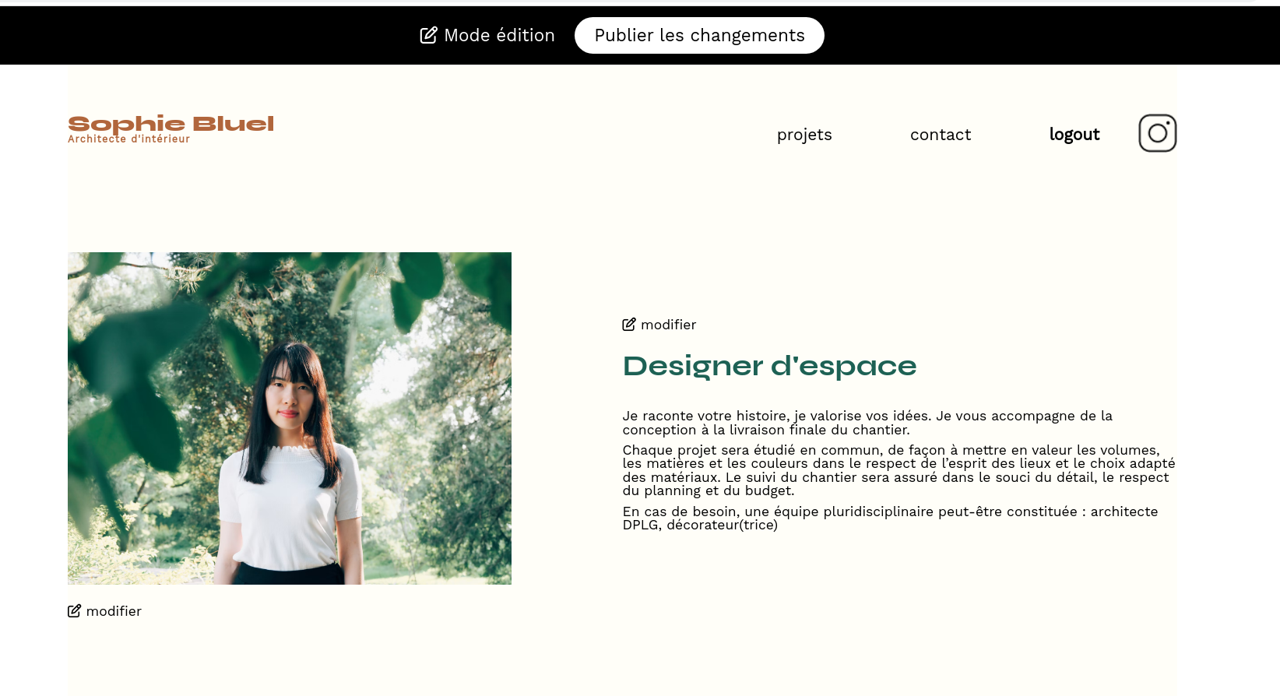 Mode édition
Publier les changements
Sophie Bluel
Architecte d'intérieur
projets
contact
logout
modifier
Designer d'espace
Je raconte votre histoire, je valorise vos idées. Je vous accompagne de la
conception à la livraison finale du chantier.
Chaque projet sera étudié en commun, de façon à mettre en valeur les volumes,
les matières et les couleurs dans le respect de l’esprit des lieux et le choix adapté
des matériaux. Le suivi du chantier sera assuré dans le souci du détail, le respect
du planning et du budget.
En cas de besoin, une équipe pluridisciplinaire peut-être constituée : architecte
DPLG, décorateur(trice)
modifier